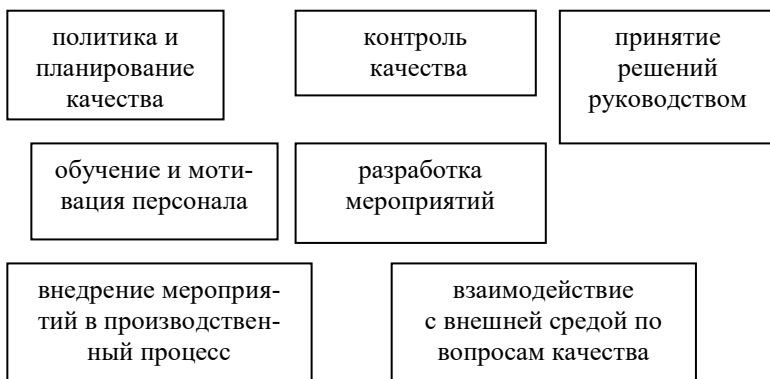 политика и
планирование
качества
контроль
качества
принятие
решений
руководством
обучение и моти-
вация персонала
разработка
мероприятий
внедрение мероприя-
тий в производствен-
ный процесс
взаимодействие
с внешней средой по
вопросам качества